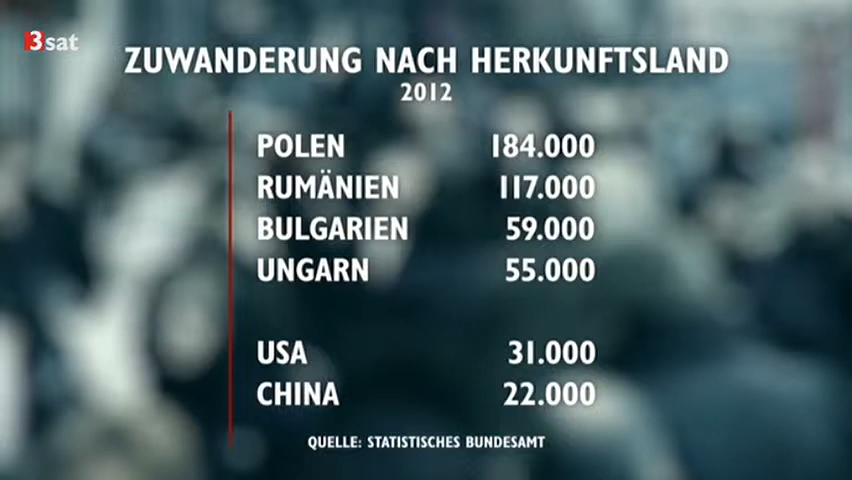 3sat
ZUWANDERUNG NACH HERKUNFTSLAND
2012
POLEN 184.000
RUMÄNIEN 117.000
BULGARIEN 59.000
UNGARN 55.000
USA 31.000
CHINA 22.000
QUELLE: STATISTISCHES BUNDESAMT